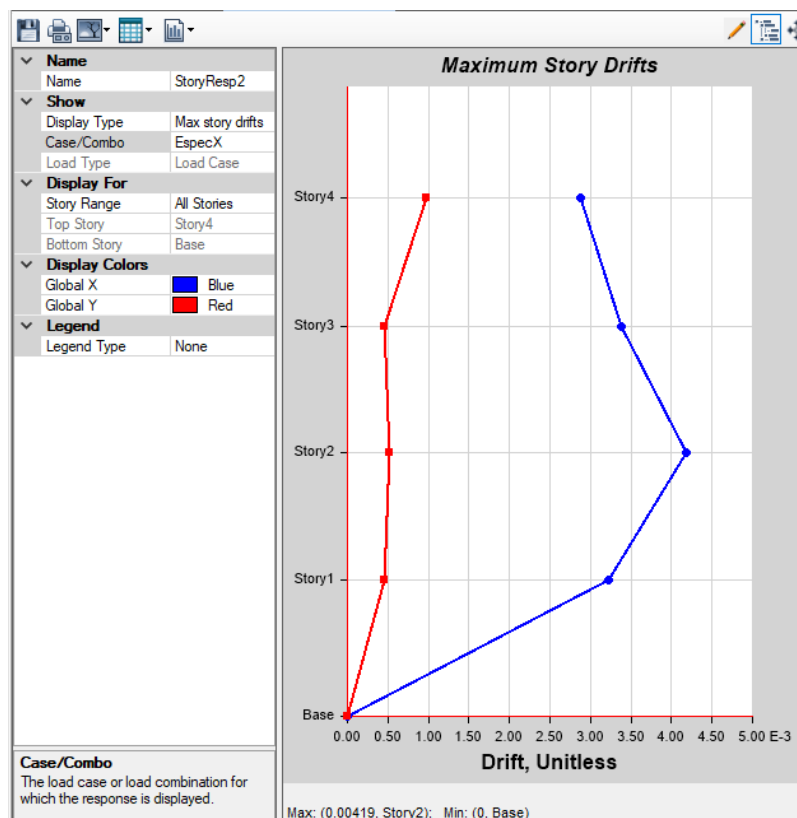 Name
Name StoryResp2
Show
Display Type Max story drifts
Case/Combo EspecX
Load Type Load Case
Display For
Story Range All Stories
Top Story Story4
Bottom Story Base
Display Colors
Global X Blue
Global Y Red
Legend
Legend Type None
Case/Combo
The load case or load combination for
which the response is displayed.
Maximum Story Drifts
Story4
Story3
Story2
Story1
Base
0.00 0.50 1.00 1.50 2.00 2.50 3.00 3.50 4.00 4.50 5.00 E-3
Drift, Unitless
Max: (0.00419, Story2); Min: (0, Base)